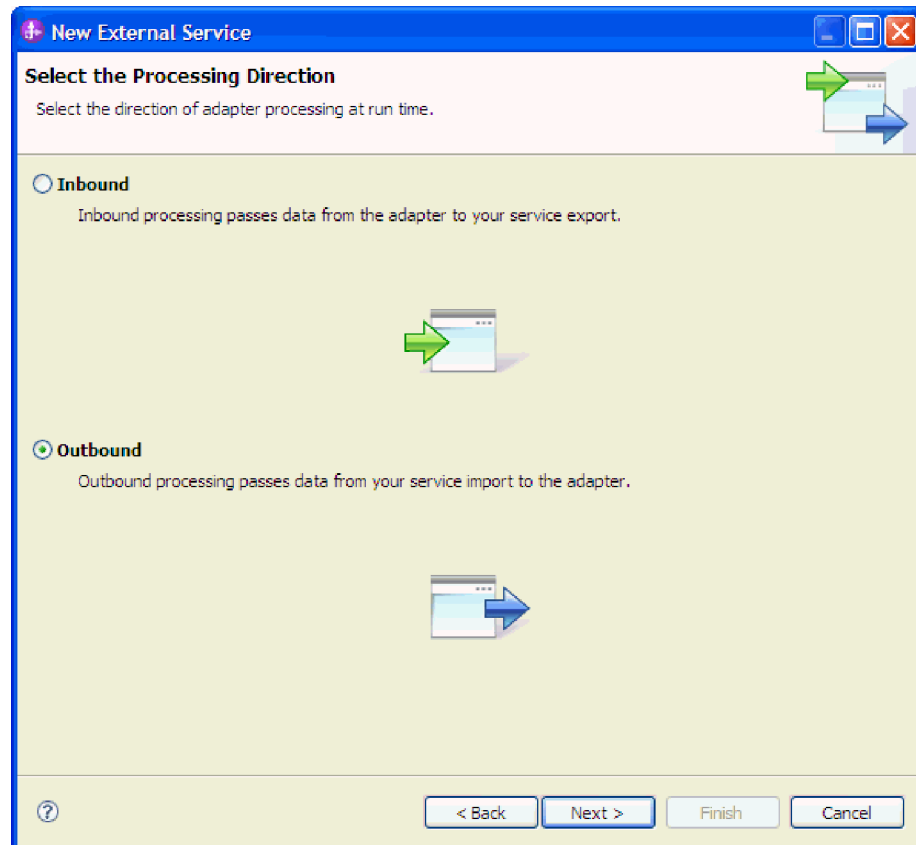 New External Service
Select the Processing Direction
Select the direction of adapter processing at run time.
Inbound
Inbound processing passes data from the adapter to your service export.
Outbound
Outbound processing passes data from your service import to the adapter.
?
< Back
Next >
Finish
Cancel